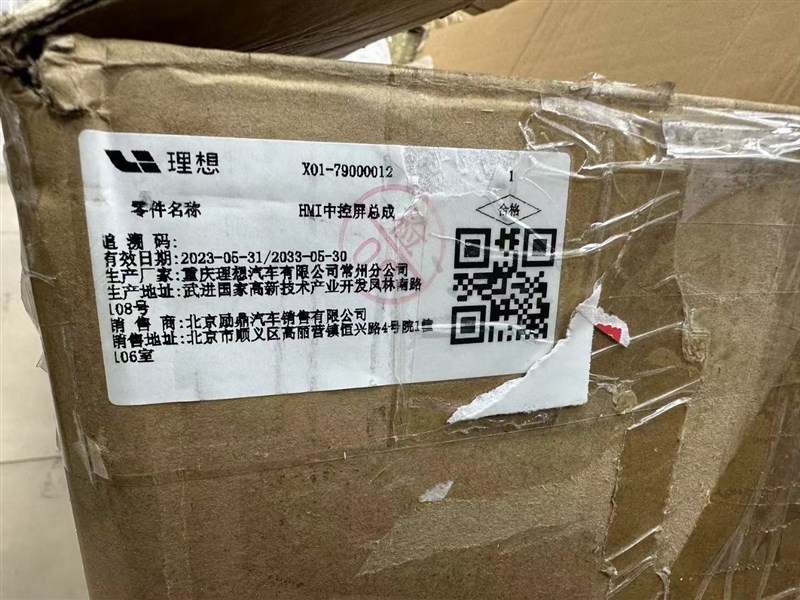 理想 X01-79000012 1
零件名称 HMI中控屏总成 合格
追溯码:
有效日期:2023-05-31/2033-05-30
生产厂家:重庆理想汽车有限公司常州分公司
生产地址:武进国家高新技术产业开发凤林南路
108号
销售商:北京励鼎汽车销售有限公司
销售地址:北京市顺义区高丽营镇恒兴路4号院1幢
106室